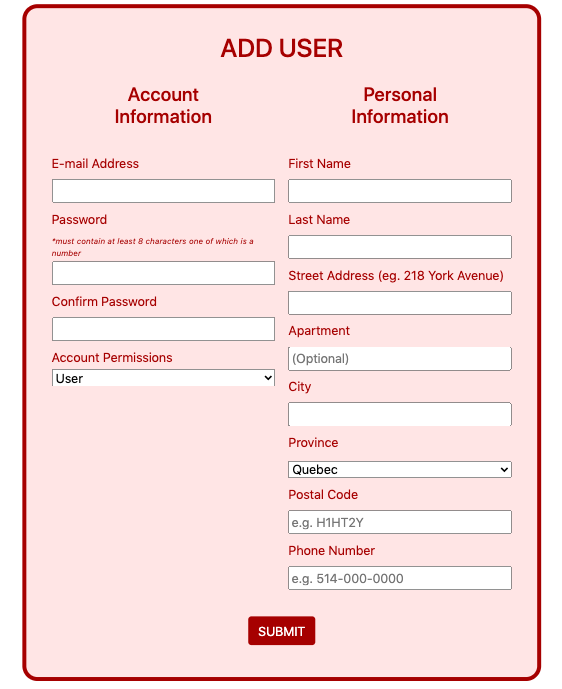 ADD USER
Account
Information
E-mail Address
Password
*must contain at least 8 characters one of which is a
number
Confirm Password
Account Permissions
User
Personal
Information
First Name
Last Name
Street Address (eg. 218 York Avenue)
Apartment
(Optional)
City
Province
Quebec
Postal Code
e.g. H1HT2Y
Phone Number
e.g. 514-000-0000
SUBMIT